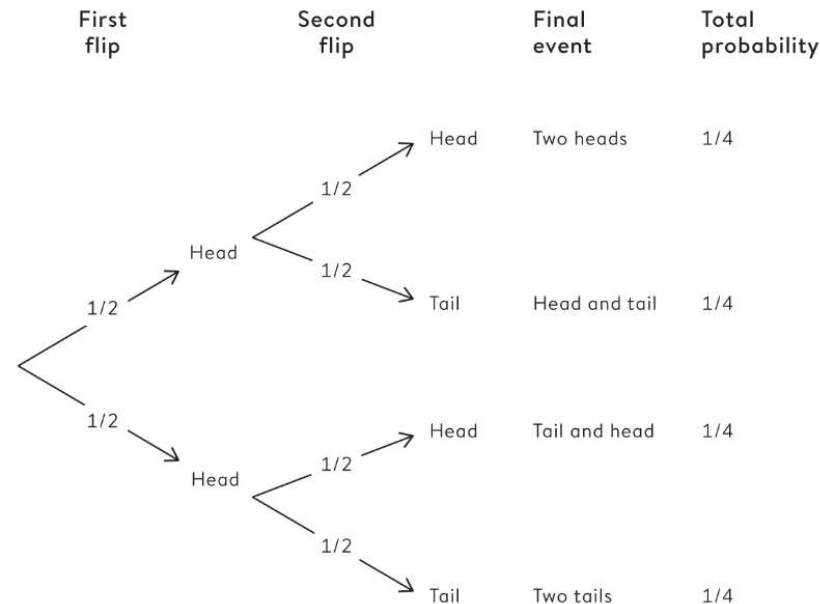 First flip
Second flip
Final event
Total probability
Head Two heads 1/4
1/2
Head
1/2
Tail Head and tail 1/4
1/2
1/2
Head Tail and head 1/4
1/2
Head
1/2
Tail Two tails 1/4